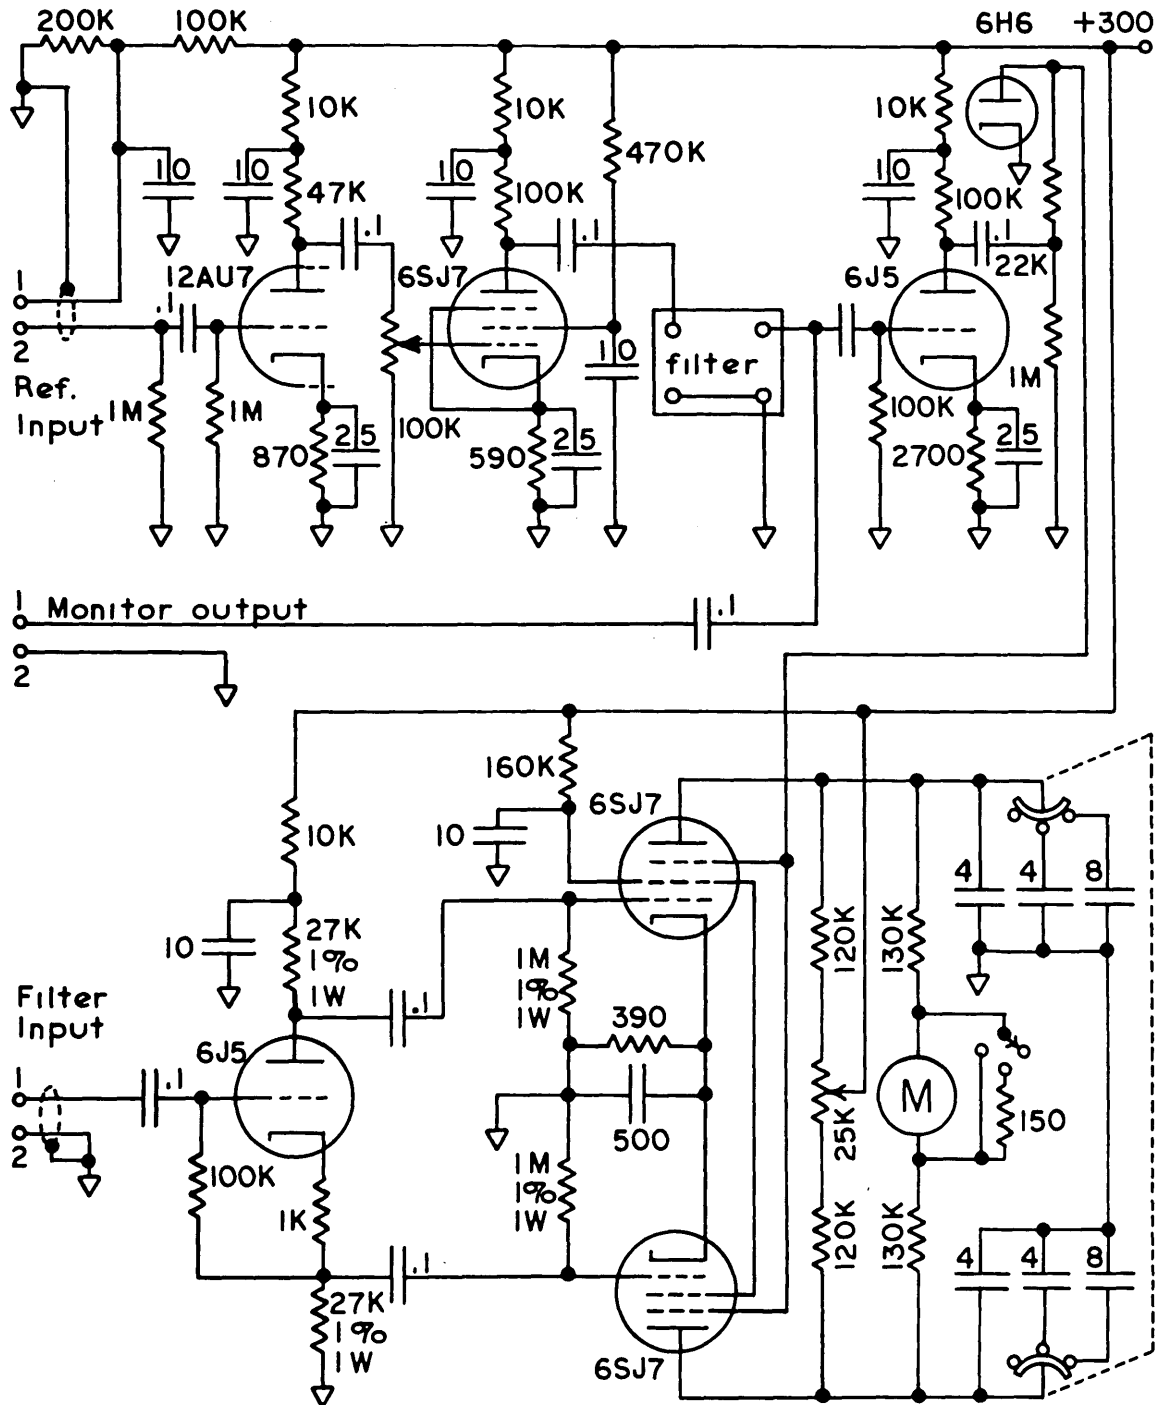 200K 100K 6H6 +300
10K 10K 470K 10K
10 10 47K 10 100K 10 100K
.1 .1 .1
22K
1 12AU7 6SJ7 6J5
.1
2
Ref.
Input
filter
10
1M 1M 100K 100K 1M
870 25 590 25 2700 25
1 Monitor output .1
2
160K
6SJ7
10K 10
4 4 8
10 27K
1%
1W
1M
1%
1W
120K 130K
.1
390
Filter
Input
6J5
1 .1
2
M
25K
150
500
100K
1K
1M
1%
1W
120K 130K
.1
4 4 8
27K
1%
1W
6SJ7